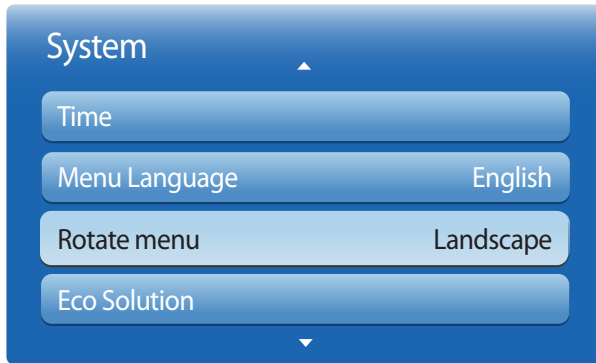 System
Time
Menu Language English
Rotate menu Landscape
Eco Solution